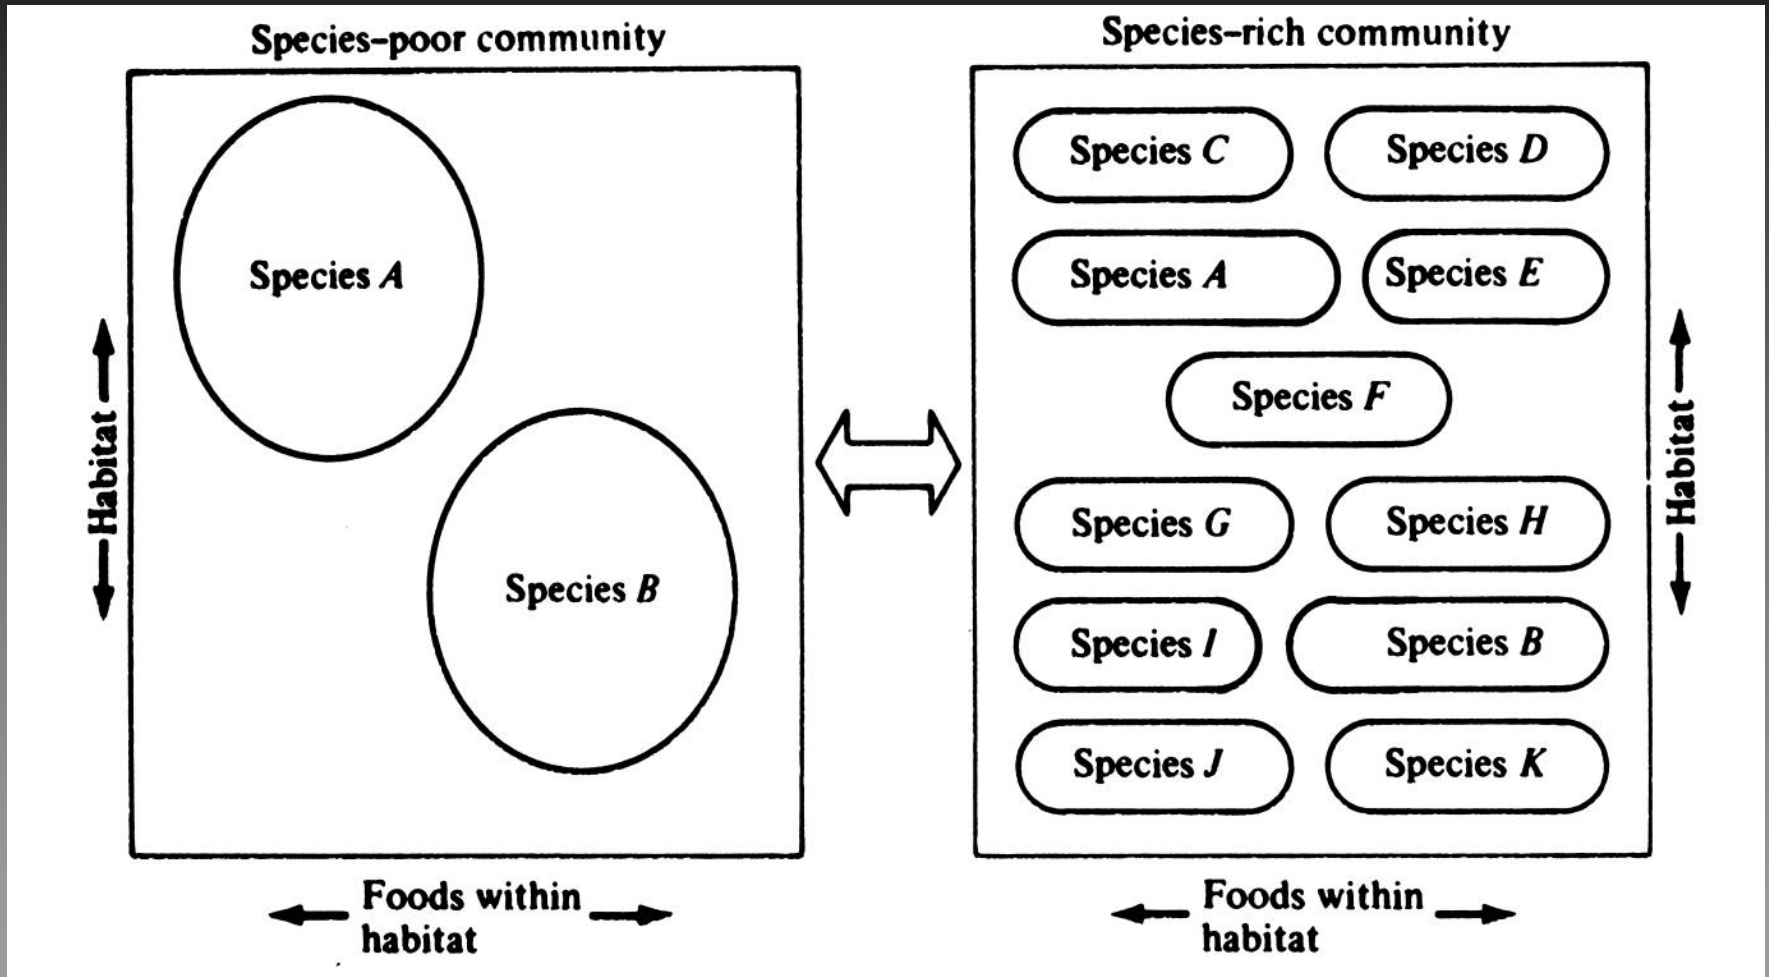 Species-poor community
Species A
Species B
Habitat
Foods within
habitat
Species-rich community
Species C
Species D
Species A
Species E
Species F
Species G
Species H
Species I
Species B
Species J
Species K
Habitat
Foods within
habitat